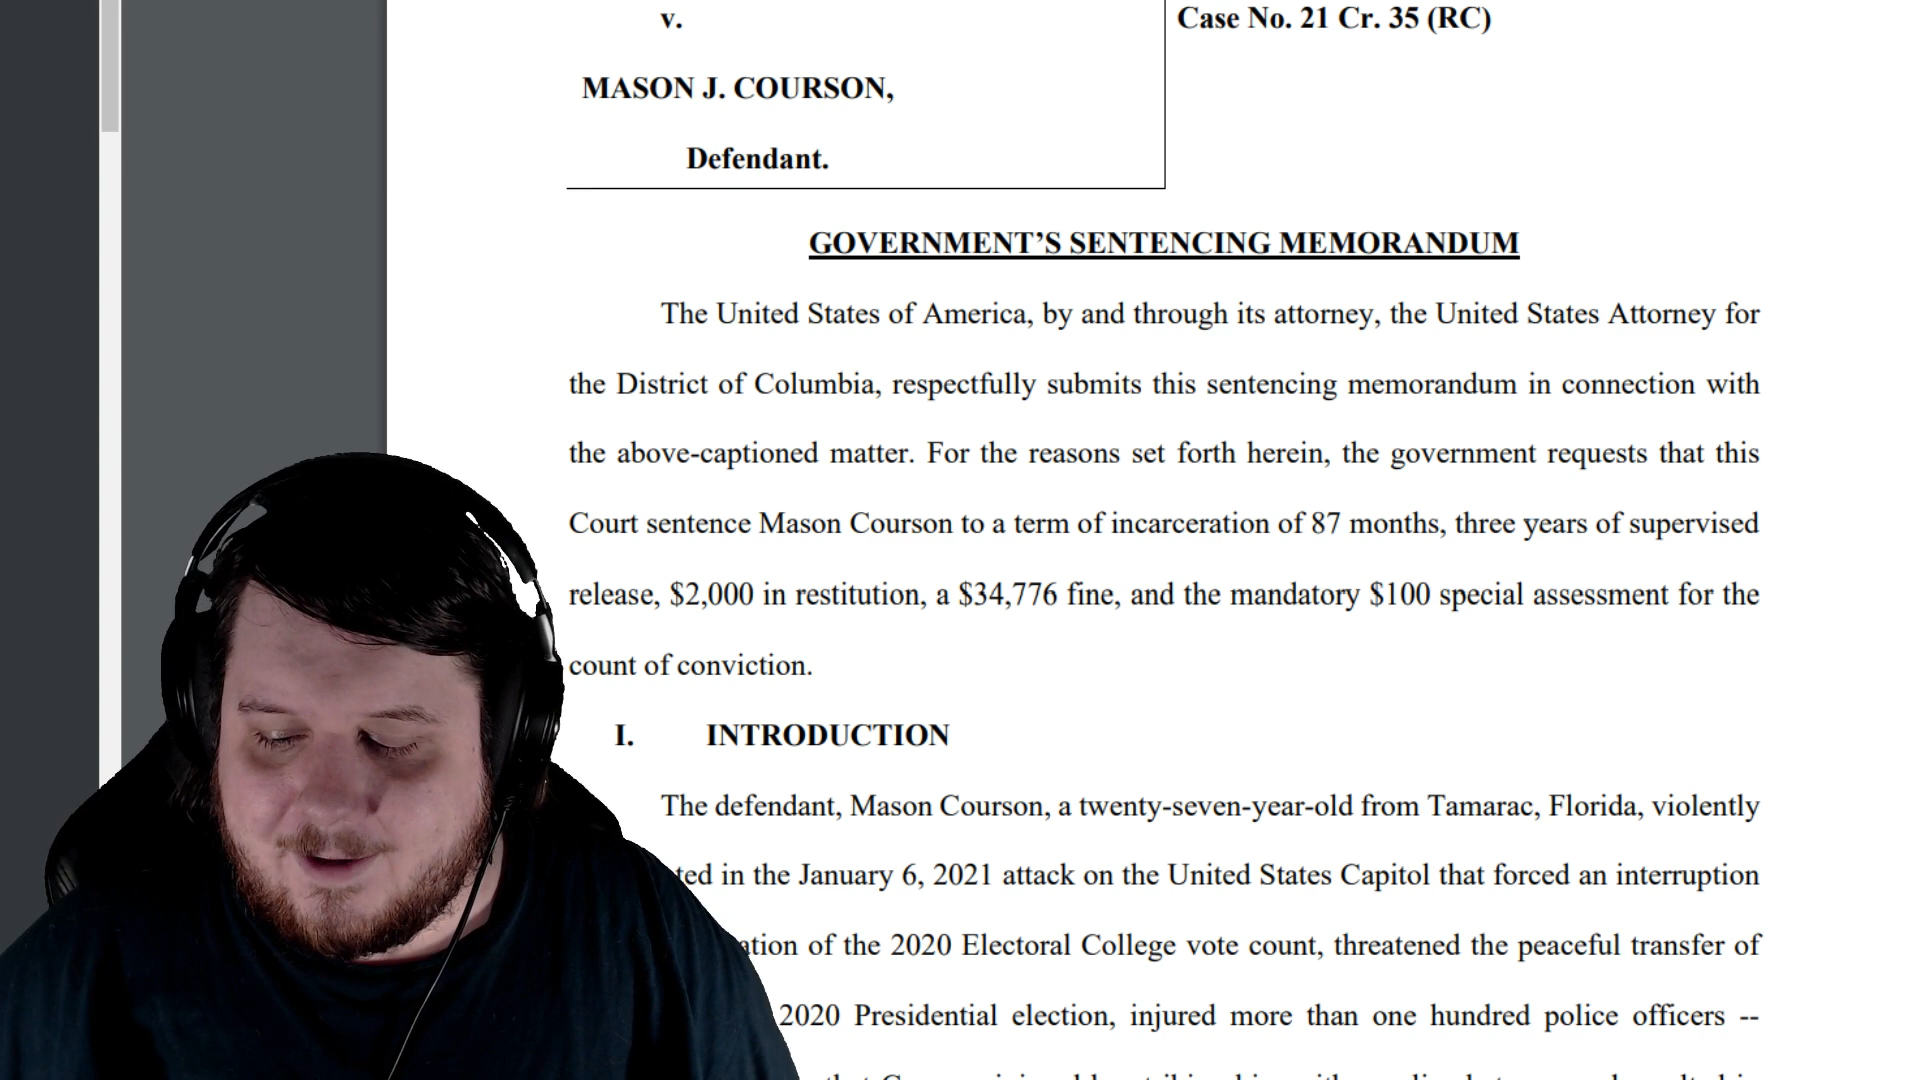 v.
Case No. 21 Cr. 35 (RC)
MASON J. COURSON,
Defendant.
GOVERNMENT’S SENTENCING MEMORANDUM
The United States of America, by and through its attorney, the United States Attorney for
the District of Columbia, respectfully submits this sentencing memorandum in connection with
the above-captioned matter. For the reasons set forth herein, the government requests that this
Court sentence Mason Courson to a term of incarceration of 87 months, three years of supervised
release, $2,000 in restitution, a $34,776 fine, and the mandatory $100 special assessment for the
count of conviction.
I. INTRODUCTION
The defendant, Mason Courson, a twenty-seven-year-old from Tamarac, Florida, violently
in the January 6, 2021 attack on the United States Capitol that forced an interruption
of the 2020 Electoral College vote count, threatened the peaceful transfer of
2020 Presidential election, injured more than one hundred police officers --